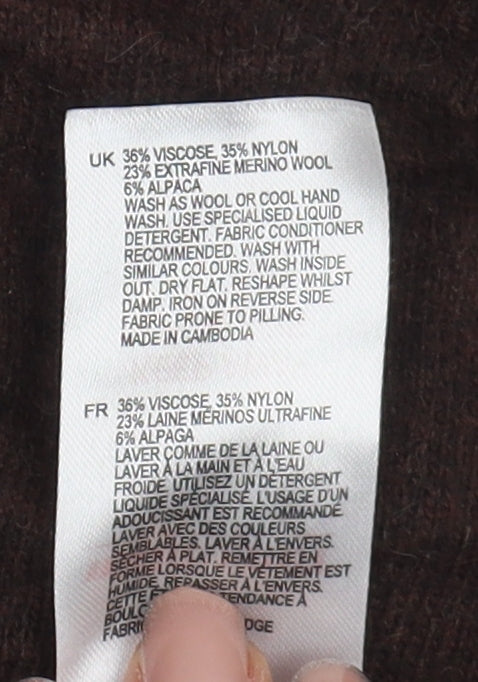 UK 36% VISCOSE, 35% NYLON
23% EXTRAFINE MERINO WOOL
6% ALPACA
WASH AS WOOL OR COOL HAND
WASH. USE SPECIALISED LIQUID
DETERGENT. FABRIC CONDITIONER
RECOMMENDED. WASH WITH
SIMILAR COLOURS. WASH INSIDE
OUT. DRY FLAT. RESHAPE WHILST
DAMP. IRON ON REVERSE SIDE.
FABRIC PRONE TO PILLING.
MADE IN CAMBODIA
FR 36% VISCOSE, 35% NYLON
23% LAINE MÉRINOS ULTRAFINE
6% ALPAGA
LAVER COMME DE LA LAINE OU
LAVER À LA MAIN ET À L'EAU
FROIDE. UTILISEZ UN DÉTERGENT
LIQUIDE SPÉCIALISÉ. L'USAGE D'UN
ADOUCISSANT EST RECOMMANDÉ.
LAVER AVEC DES COULEURS
SEMBLABLES. LAVER À L'ENVERS.
SÉCHER À PLAT. REMETTRE EN
FORME LORSQUE LE VÊTEMENT EST
HUMIDE. REPASSER À L'ENVERS.
CETTE